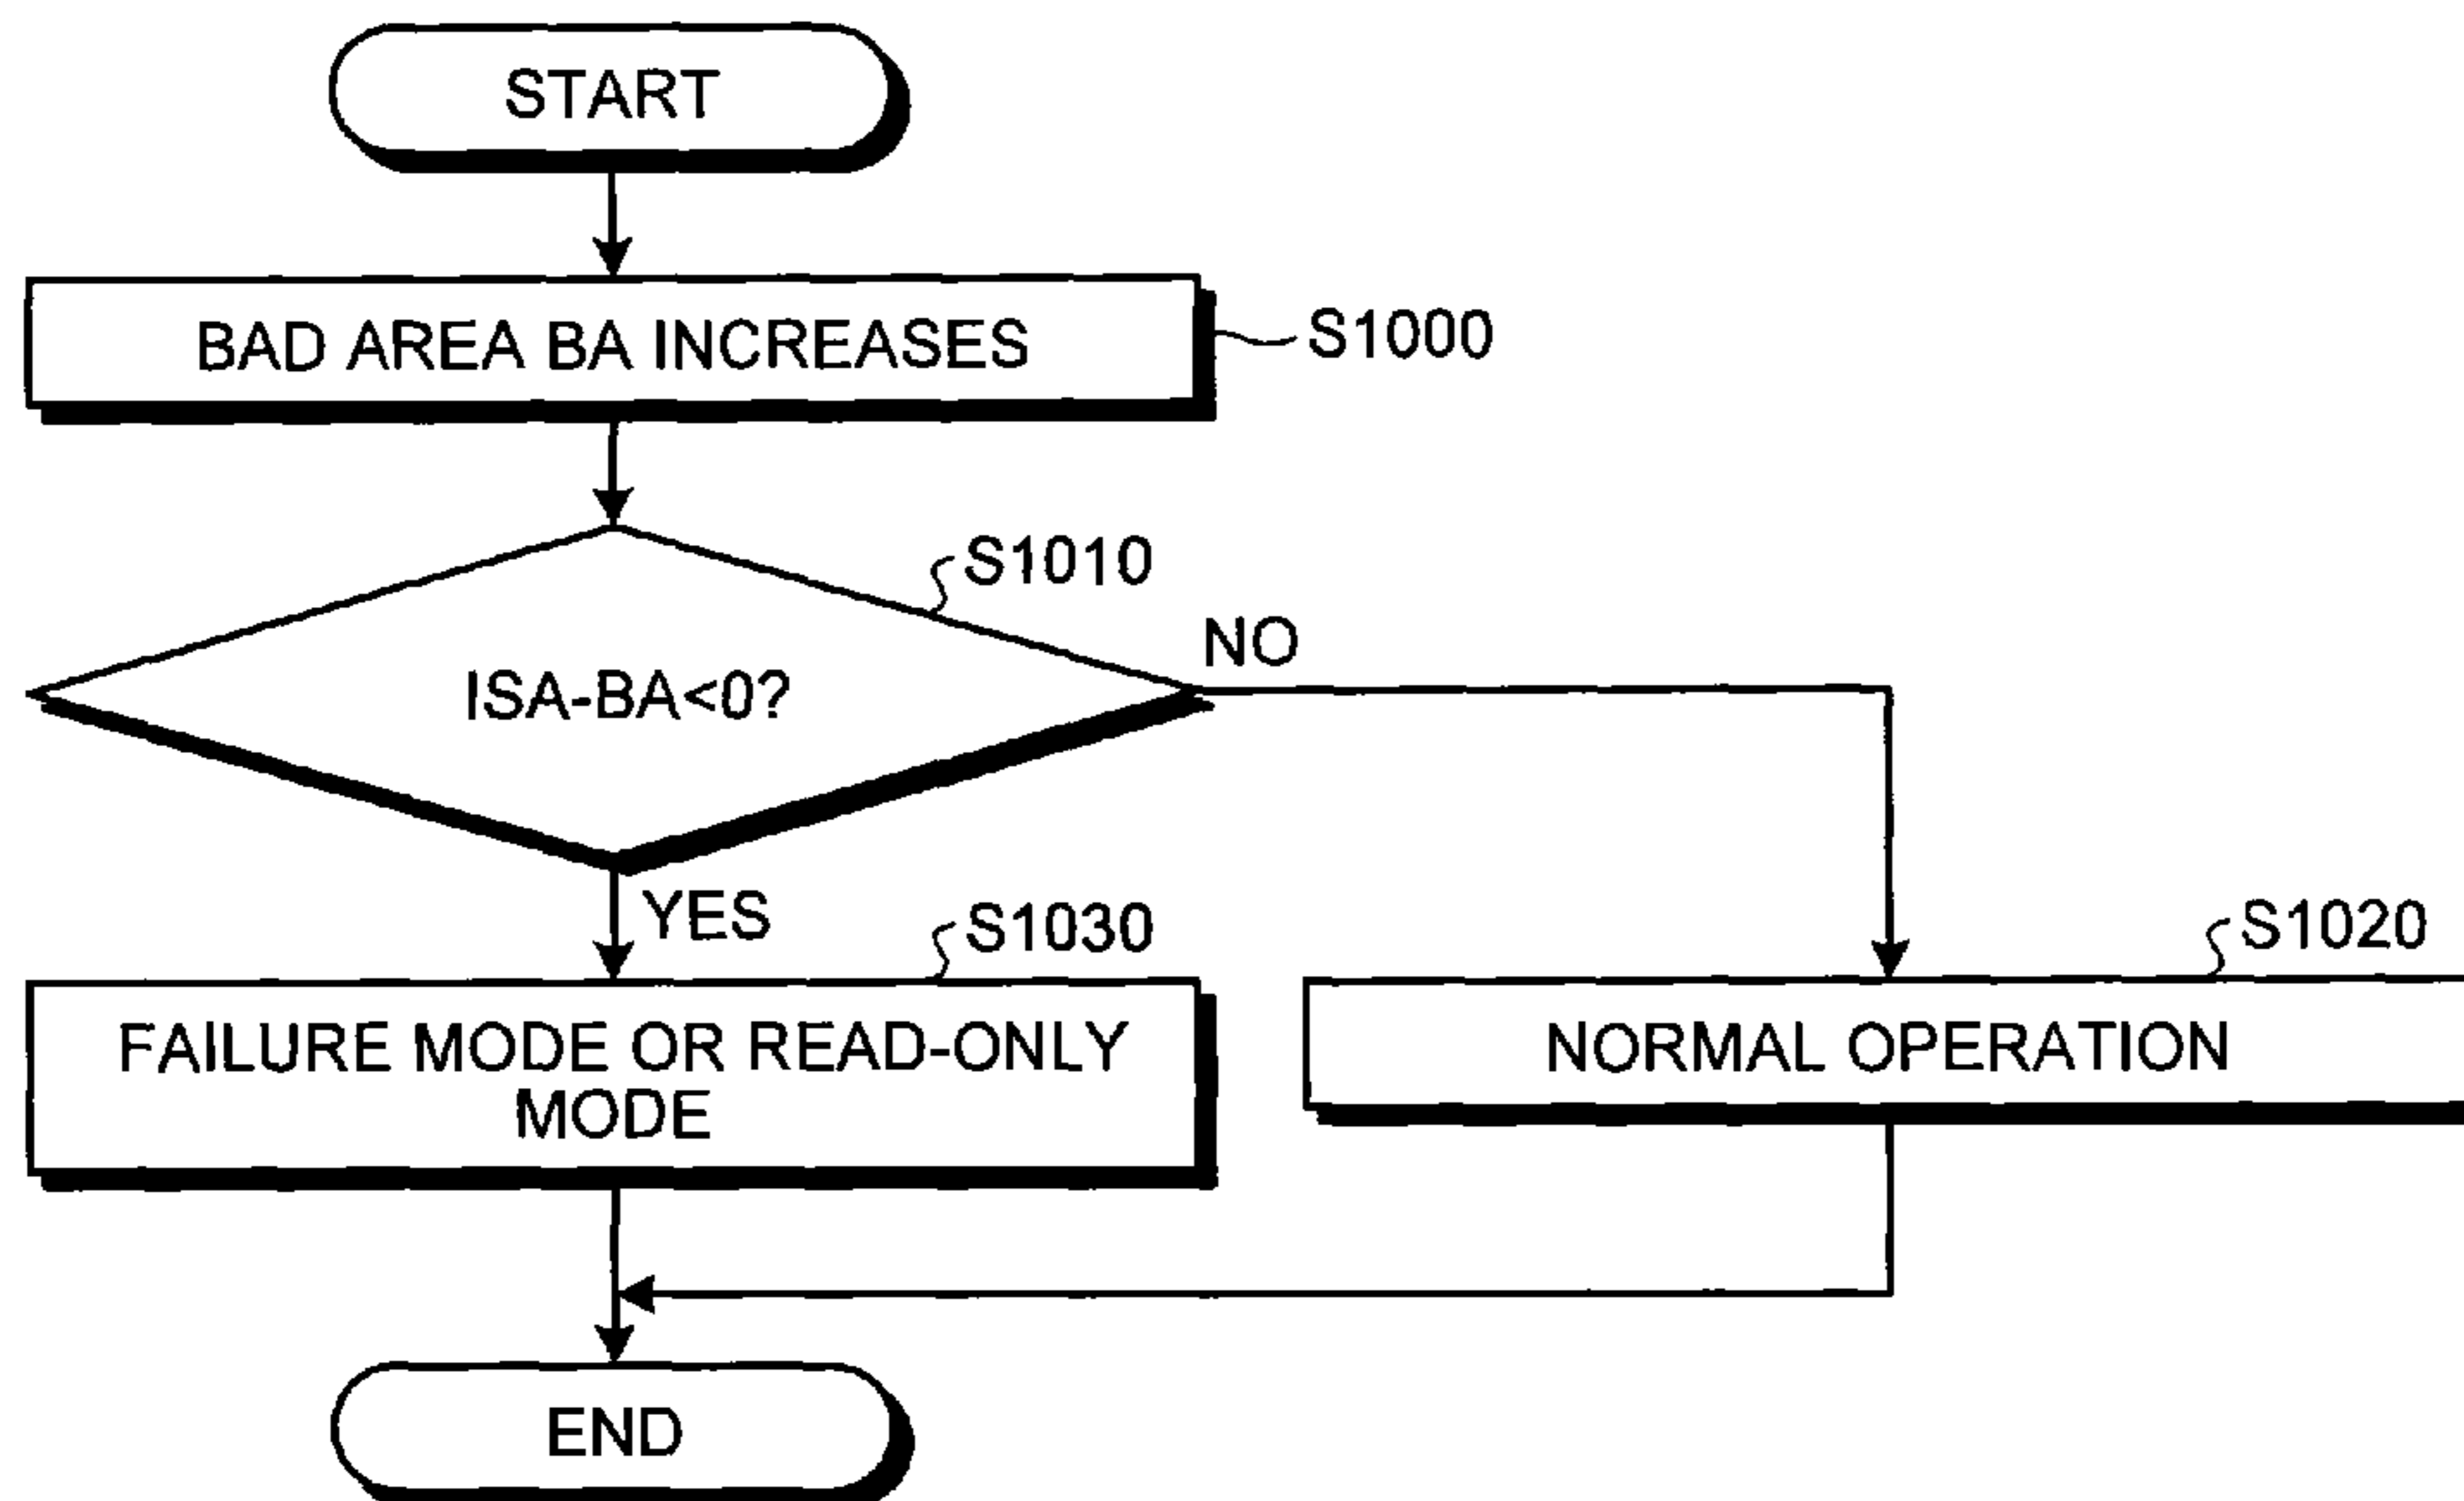 START
BAD AREA BA INCREASES
S1000
S1010
ISA-BA<0?
NO
YES
S1030
FAILURE MODE OR READ-ONLY
MODE
S1020
NORMAL OPERATION
END